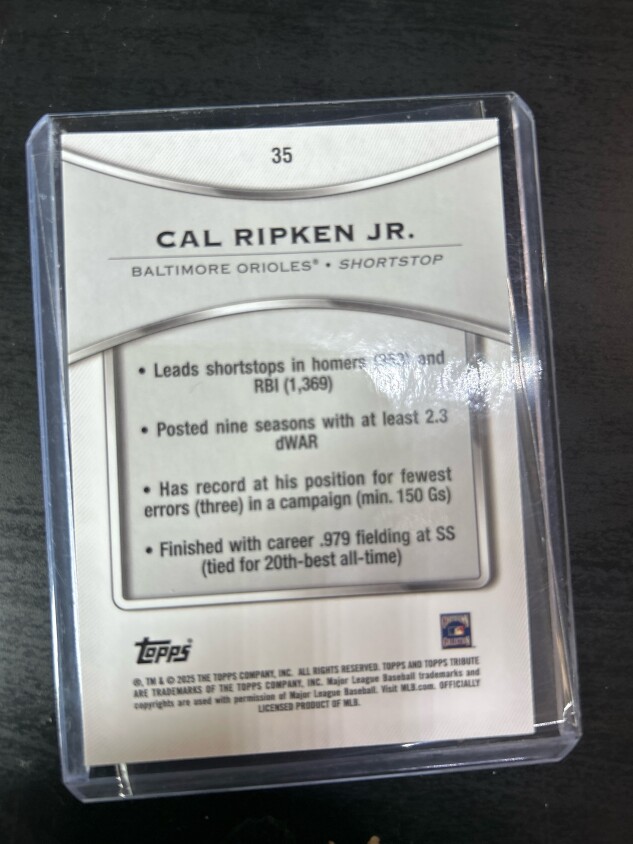 35
CAL RIPKEN JR.
BALTIMORE ORIOLES® • SHORTSTOP
• Leads shortstops in homers and
RBI (1,369)
• Posted nine seasons with at least 2.3
dWAR
• Has record at his position for fewest
errors (three) in a campaign (min. 150 Gs)
• Finished with career .979 fielding at SS
(tied for 20th-best all-time)
Topps®
®, TM & © 2025 THE TOPPS COMPANY, INC. ALL RIGHTS RESERVED. TOPPS AND TOPPS TRIBUTE
ARE TRADEMARKS OF THE TOPPS COMPANY, INC. Major League Baseball trademarks and
copyrights are used with permission of Major League Baseball. Visit MLB.com. OFFICIALLY
LICENSED PRODUCT OF MLB.